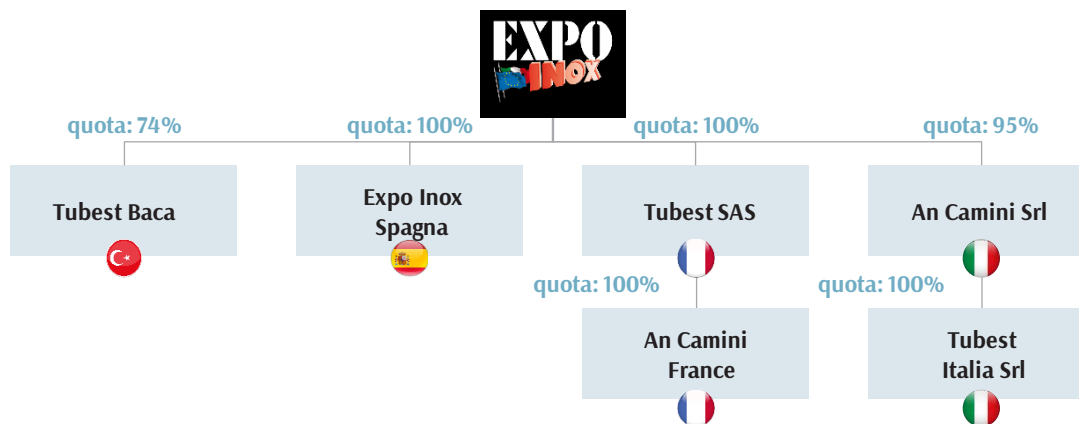 EXPO
INOX
quota: 74%
quota: 100%
quota: 100%
quota: 95%
Tubest Baca
Expo Inox
Spagna
Tubest SAS
An Camini Srl
quota: 100%
quota: 100%
An Camini
France
Tubest
Italia Srl